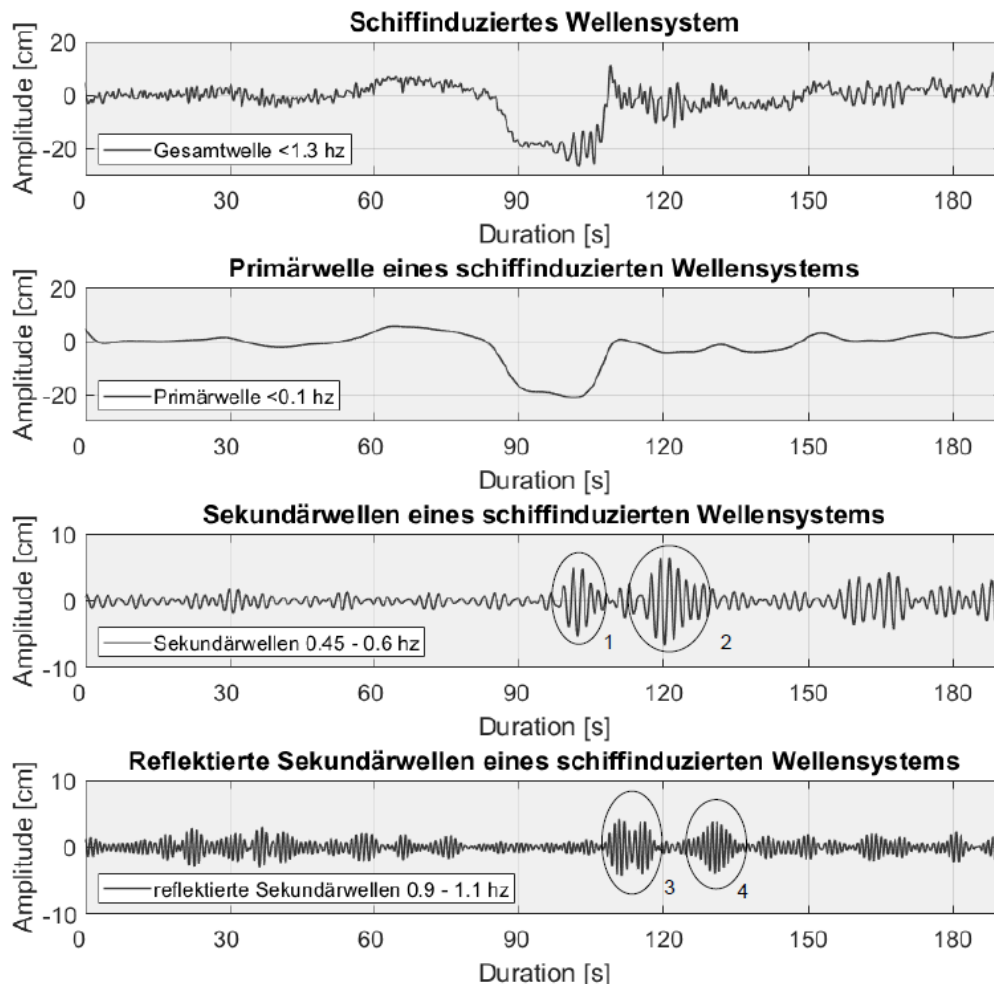 Schiffinduziertes Wellensystem
20
0
-20
Amplitude [cm]
Gesamtwelle <1.3 hz
0 30 60 90 120 150 180
Duration [s]
Primärwelle eines schiffinduzierten Wellensystems
20
0
-20
Amplitude [cm]
Primärwelle <0.1 hz
0 30 60 90 120 150 180
Duration [s]
Sekundärwellen eines schiffinduzierten Wellensystems
10
0
-10
Amplitude [cm]
Sekundärwellen 0.45 - 0.6 hz
1 2
0 30 60 90 120 150 180
Duration [s]
Reflektierte Sekundärwellen eines schiffinduzierten Wellensystems
10
0
-10
Amplitude [cm]
reflektierte Sekundärwellen 0.9 - 1.1 hz
3 4
0 30 60 90 120 150 180
Duration [s]